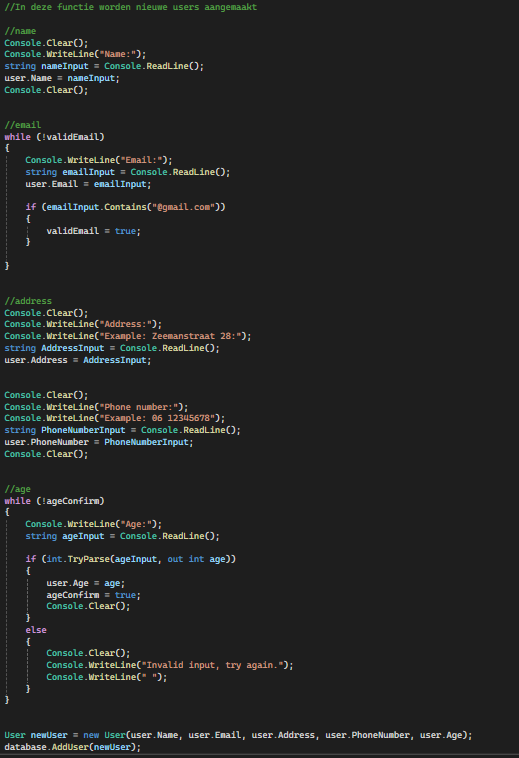 //In deze functie worden nieuwe users aangemaakt
//name
Console.Clear();
Console.WriteLine("Name:");
string nameInput = Console.ReadLine();
user.Name = nameInput;
Console.Clear();
//email
while (!validEmail)
{
Console.WriteLine("Email:");
string emailInput = Console.ReadLine();
user.Email = emailInput;
if (emailInput.Contains("@gmail.com"))
{
validEmail = true;
}
}
//address
Console.Clear();
Console.WriteLine("Address:");
Console.WriteLine("Example: Zeemanstraat 28:");
string AddressInput = Console.ReadLine();
user.Address = AddressInput;
Console.Clear();
Console.WriteLine("Phone number:");
Console.WriteLine("Example: 06 12345678");
string PhoneNumberInput = Console.ReadLine();
user.PhoneNumber = PhoneNumberInput;
Console.Clear();
//age
while (!ageConfirm)
{
Console.WriteLine("Age:");
string ageInput = Console.ReadLine();
if (int.TryParse(ageInput, out int age))
{
user.Age = age;
ageConfirm = true;
Console.Clear();
}
else
{
Console.Clear();
Console.WriteLine("Invalid input, try again.");
Console.WriteLine(" ");
}
}
User newUser = new User(user.Name, user.Email, user.Address, user.PhoneNumber, user.Age);
database.AddUser(newUser);